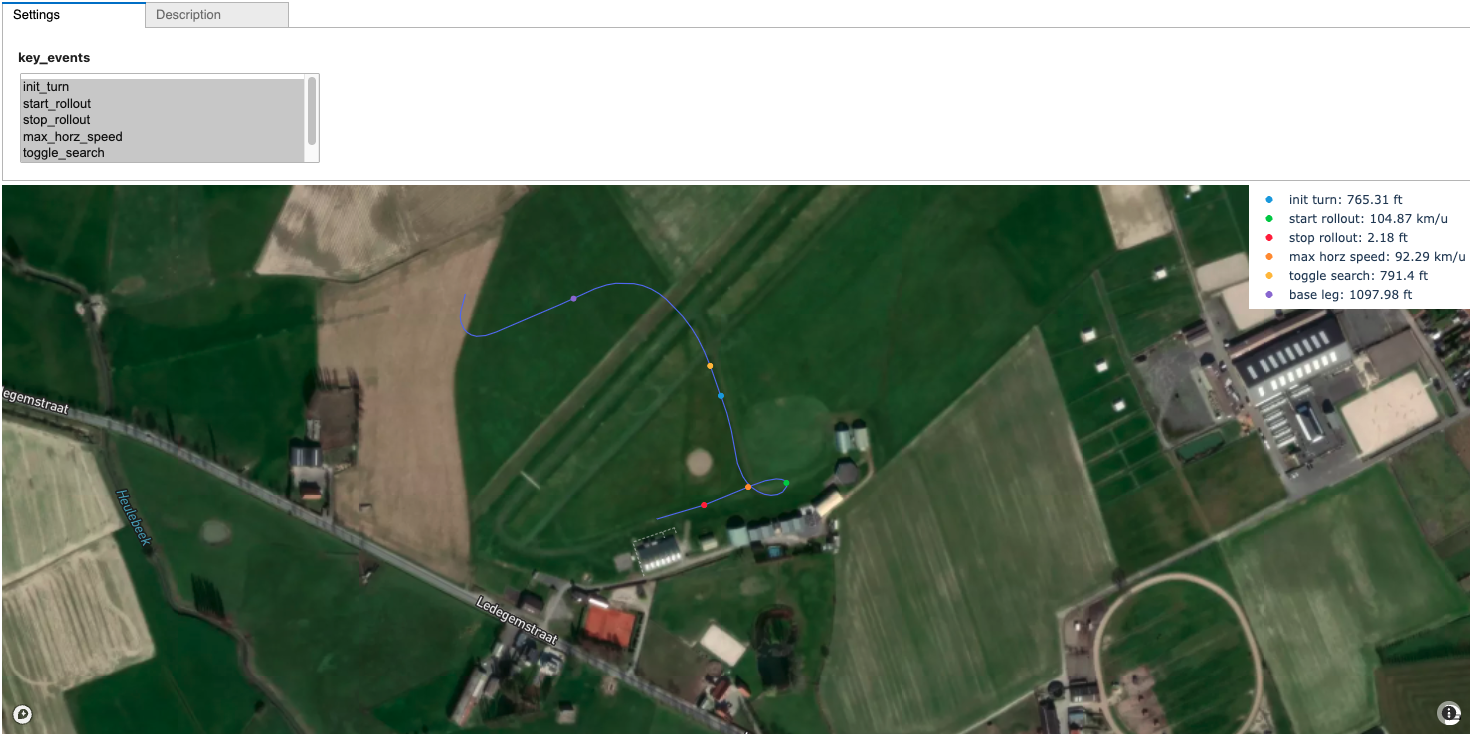 Settings
Description
key_events
init_turn
start_rollout
stop_rollout
max_horz_speed
toggle_search
init turn: 765.31 ft
start rollout: 104.87 km/u
stop rollout: 2.18 ft
max horz speed: 92.29 km/u
toggle search: 791.4 ft
base leg: 1097.98 ft
legemstraat
Heulebeek
Ledegemstraat